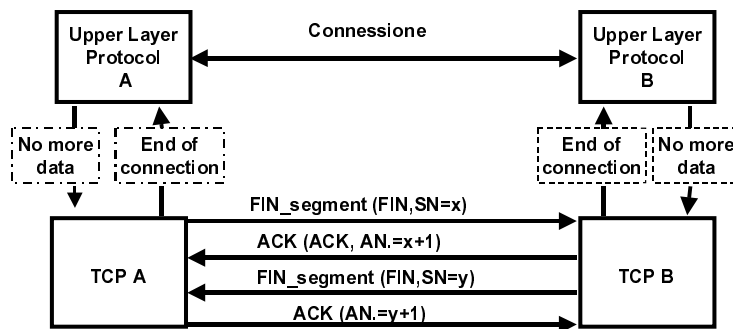 Upper Layer
Protocol
A
Connessione
Upper Layer
Protocol
B
No more
data
End of
connection
End of
connection
No more
data
FIN_segment (FIN,SN=x)
ACK (ACK, AN.=x+1)
FIN_segment (FIN,SN=y)
ACK (AN.=y+1)
TCP A
TCP B